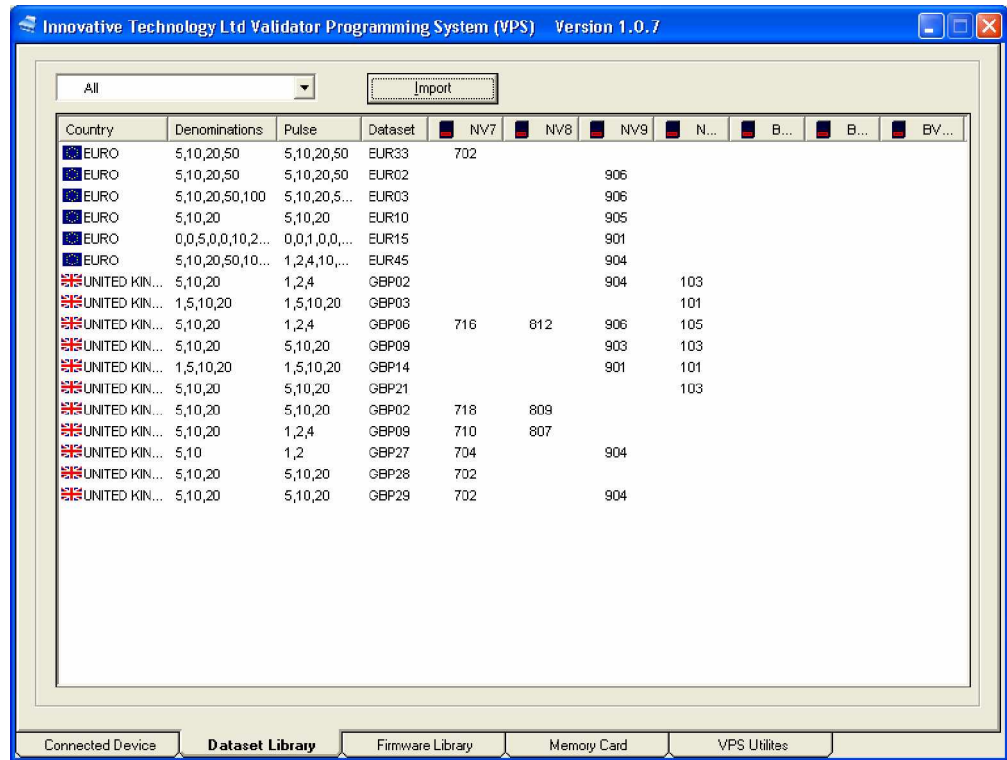 Innovative Technology Ltd Validator Programming System (VPS) Version 1.0.7
All Import
Country Denominations Pulse Dataset NV7 NV8 NV9 N... B... B... BV...
EURO 5,10,20,50 5,10,20,50 EUR33 702
EURO 5,10,20,50 5,10,20,50 EUR02 906
EURO 5,10,20,50,100 5,10,20,5... EUR03 906
EURO 5,10,20 5,10,20 EUR10 905
EURO 0,0,5,0,0,10,2... 0,0,1,0,0,... EUR15 901
EURO 5,10,20,50,10... 1,2,4,10,... EUR45 904
UNITED KIN... 5,10,20 1,2,4 GBP02 904 103
UNITED KIN... 1,5,10,20 1,5,10,20 GBP03 101
UNITED KIN... 5,10,20 1,2,4 GBP06 716 812 906 105
UNITED KIN... 5,10,20 5,10,20 GBP09 903 103
UNITED KIN... 1,5,10,20 1,5,10,20 GBP14 901 101
UNITED KIN... 5,10,20 5,10,20 GBP21 103
UNITED KIN... 5,10,20 5,10,20 GBP02 718 809
UNITED KIN... 5,10,20 1,2,4 GBP09 710 807
UNITED KIN... 5,10 1,2 GBP27 704 904
UNITED KIN... 5,10,20 5,10,20 GBP28 702
UNITED KIN... 5,10,20 5,10,20 GBP29 702 904
Connected Device Dataset Library Firmware Library Memory Card VPS Utilites